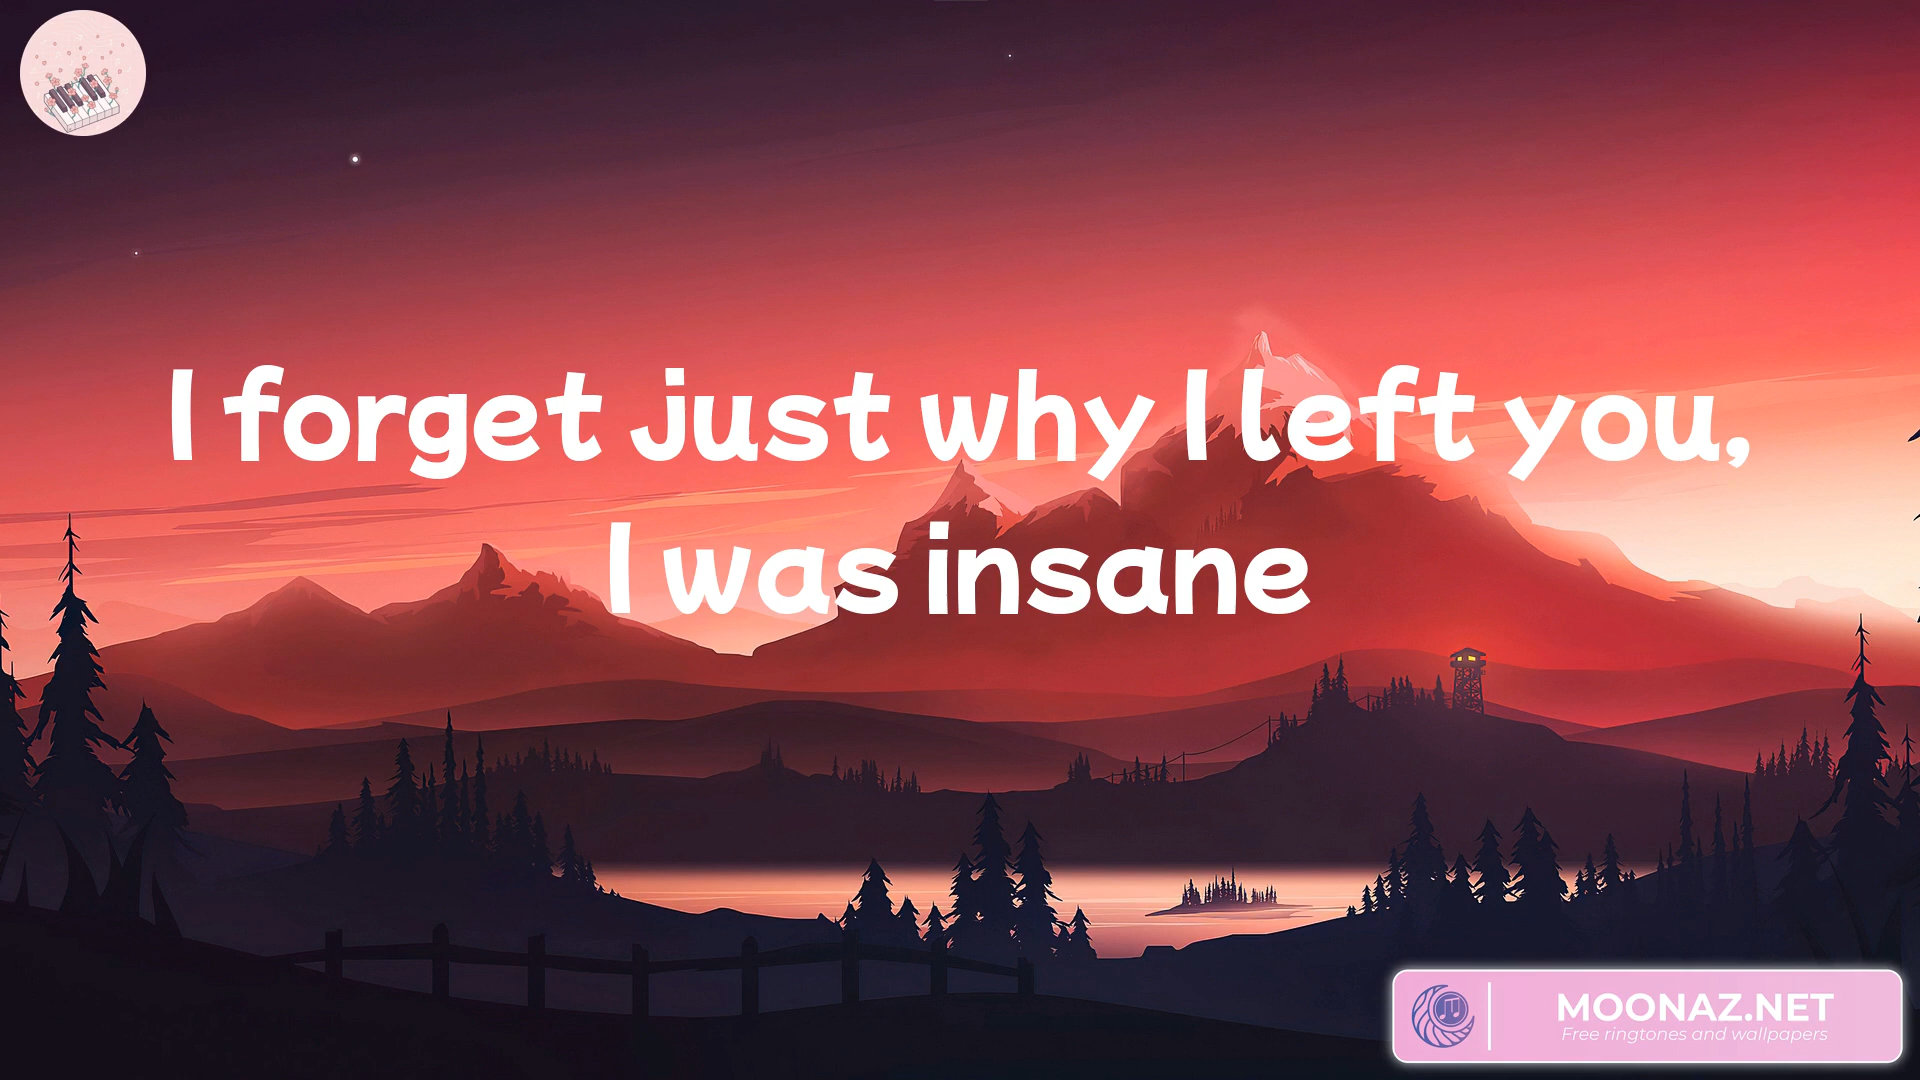 I forget just why I left you,
I was insane
MOONAZ.NET
Free ringtones and wallpapers